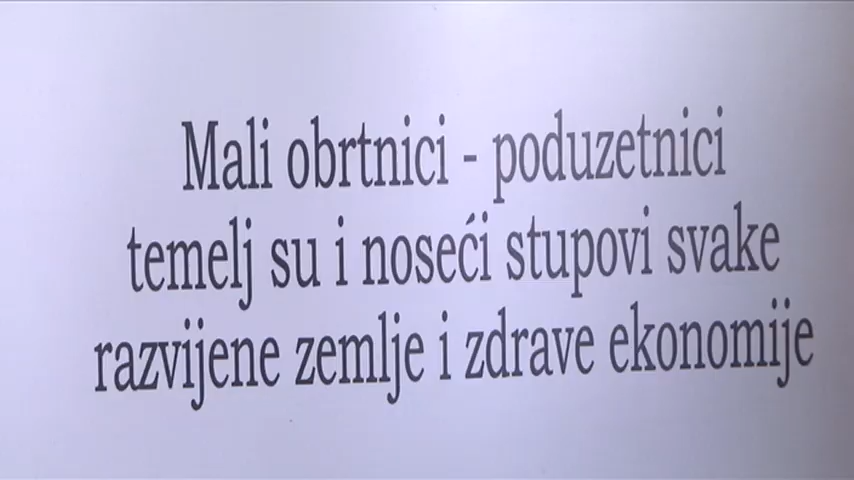 Mali obrtnici - poduzetnici
temelj su i noseći stupovi svake
razvijene zemlje i zdrave ekonomije